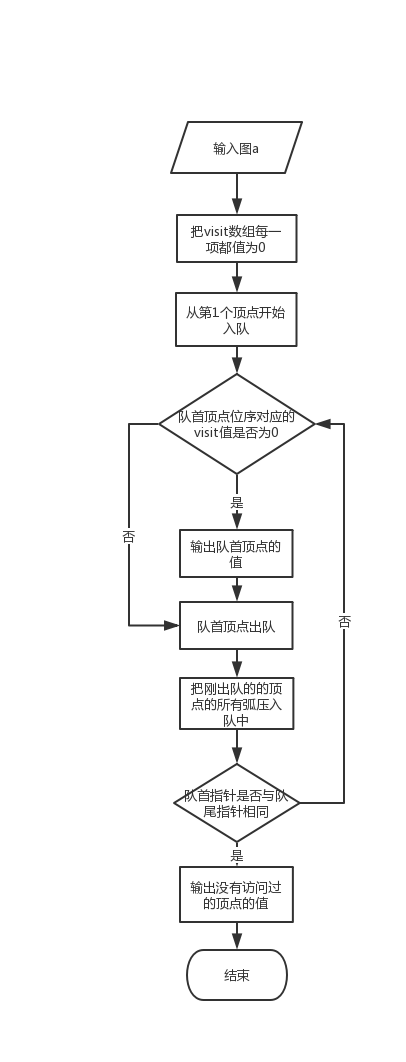 输入图a
把visit数组每一
项都值为0
从第1个顶点开始
入队
队首顶点位序对应的
visit值是否为0
是
否
输出队首顶点的
值
队首顶点出队
否
把刚出队的的顶
点的所有弧压入
队中
队首指针是否与队
尾指针相同
是
输出没有访问过
的顶点的值
结束